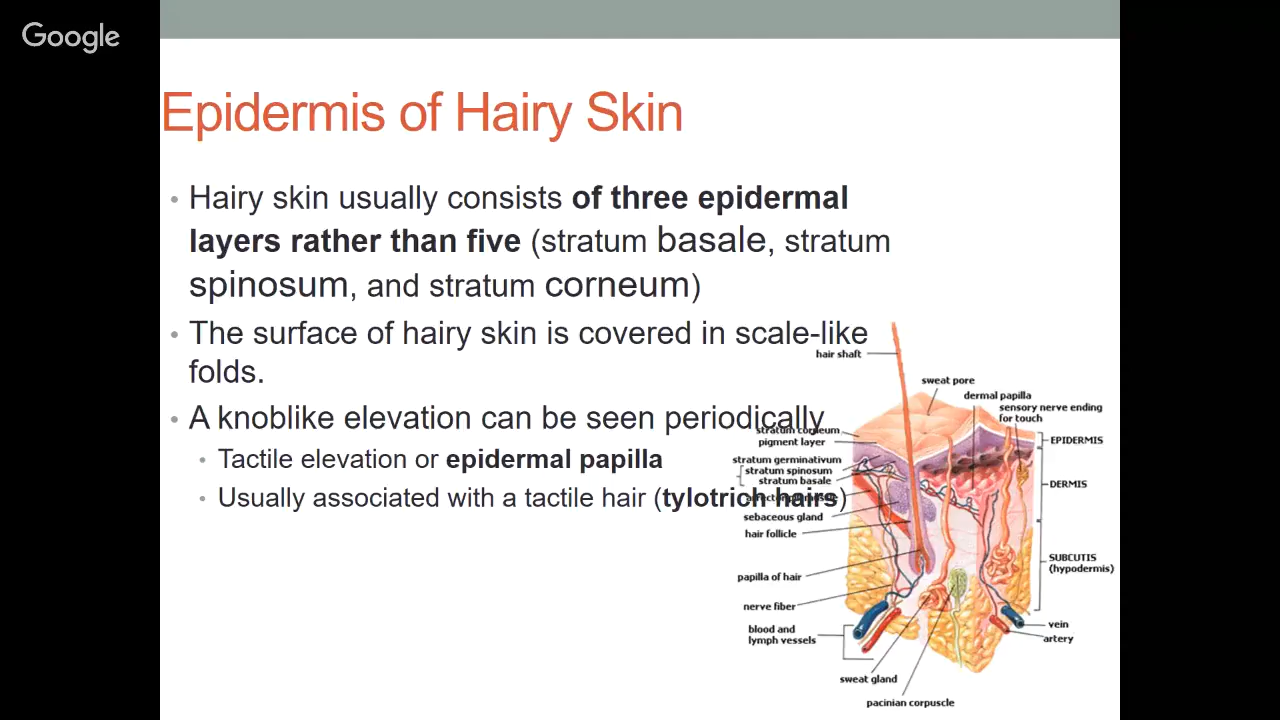 Google
Epidermis of Hairy Skin
• Hairy skin usually consists of three epidermal
layers rather than five (stratum basale, stratum
spinosum, and stratum corneum)
• The surface of hairy skin is covered in scale-like
folds.
• A knoblike elevation can be seen periodically
• Tactile elevation or epidermal papilla
• Usually associated with a tactile hair (tylotrich hairs)
hair shaft
sweat pore
dermal papilla
sensory nerve ending
for touch
stratum corneum
pigment layer
EPIDERMIS
stratum germinativum
stratum spinosum
stratum basale
DERMIS
sebaceous gland
hair follicle
SUBCUTIS
(hypodermis)
papilla of hair
nerve fiber
blood and
lymph vessels
vein
artery
sweat gland
pacinian corpuscle